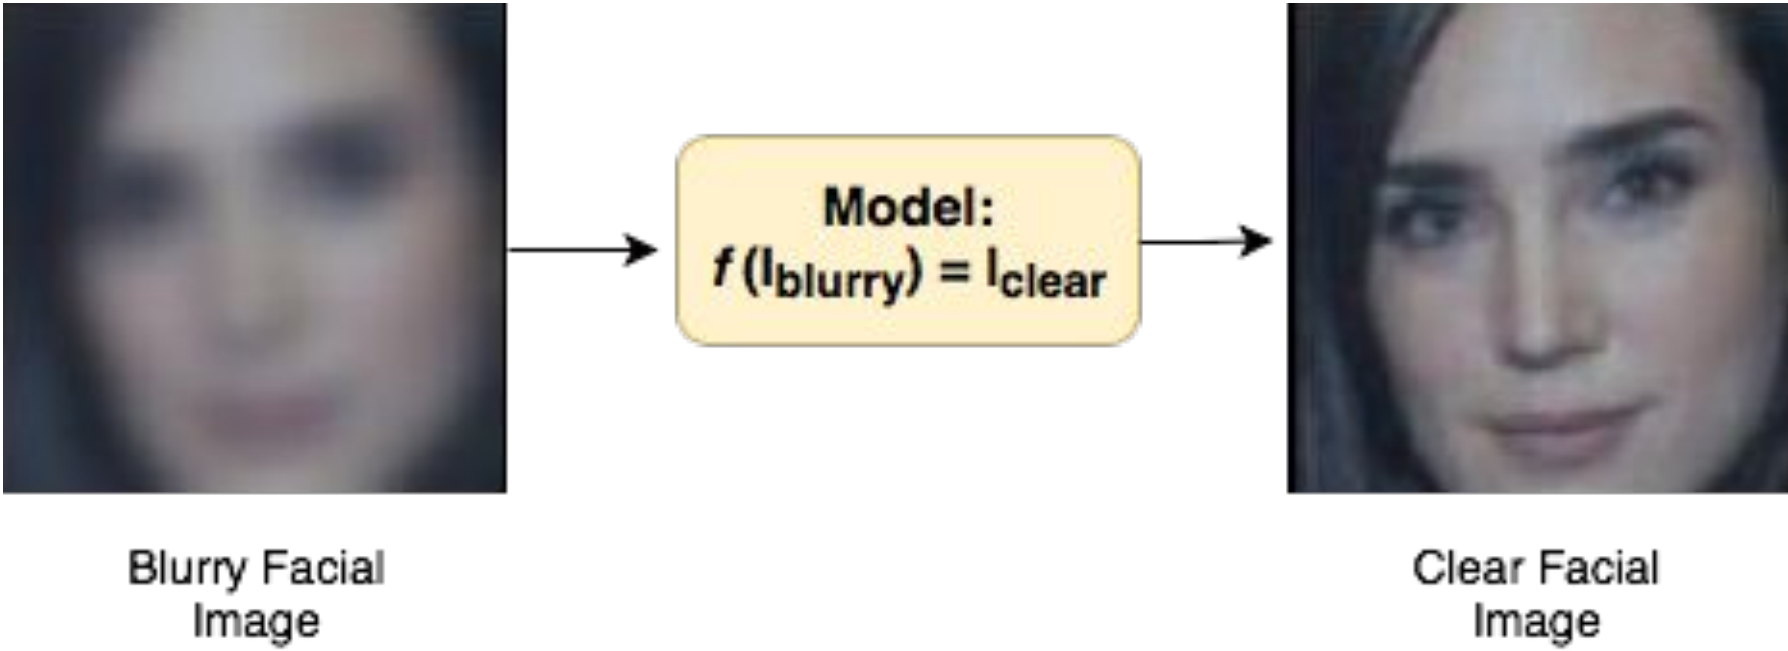 Model:
f (Iblurry) = Iclear
Blurry Facial
Image
Clear Facial
Image